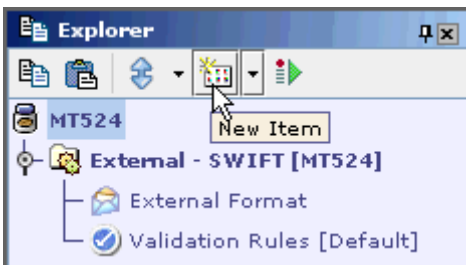 Explorer
New Item
MT524
External - SWIFT [MT524]
External Format
Validation Rules [Default]